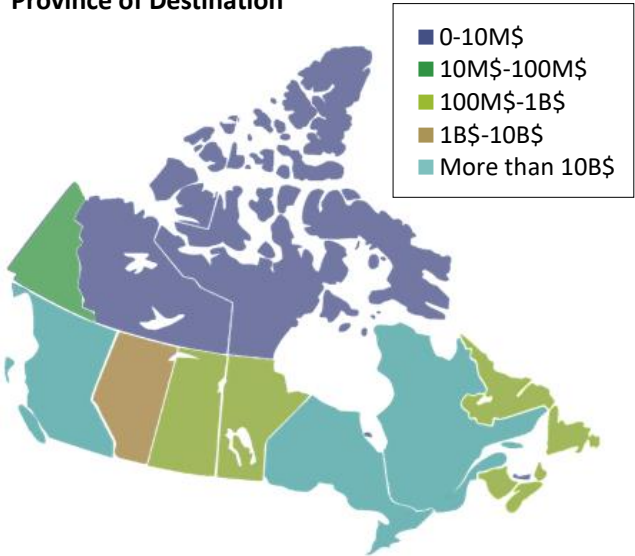 Province of Destination
0-10M$
10M$-100M$
100M$-1B$
1B$-10B$
More than 10B$